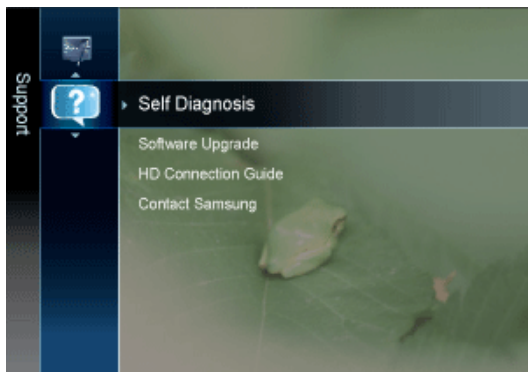 Support
Self Diagnosis
Software Upgrade
HD Connection Guide
Contact Samsung